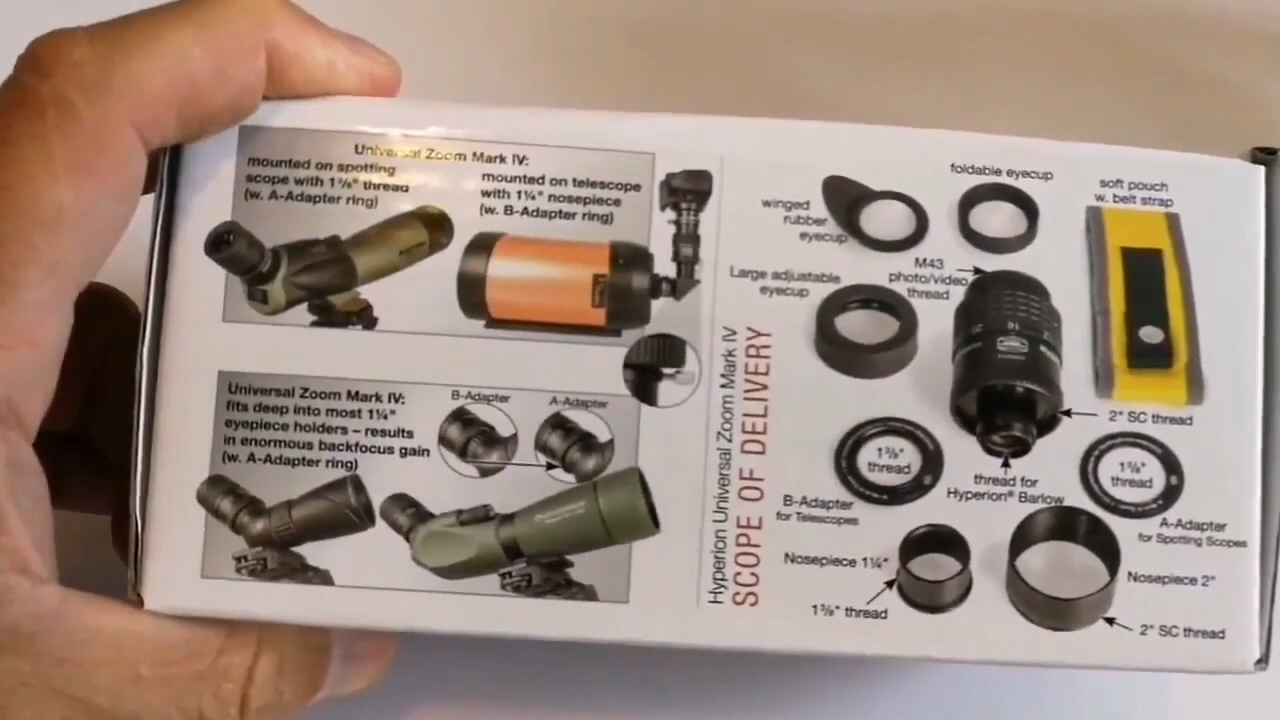 Universal Zoom Mark IV:
mounted on spotting
scope with 1³/₈" thread
(w. A-Adapter ring)
mounted on telescope
with 1¼" nosepiece
(w. B-Adapter ring)
Universal Zoom Mark IV:
fits deep into most 1¼"
eyepiece holders – results
in enormous backfocus gain
(w. A-Adapter ring)
B-Adapter
A-Adapter
Hyperion Universal Zoom Mark IV
SCOPE OF DELIVERY
winged
rubber
eyecup
foldable eyecup
soft pouch
w. belt strap
Large adjustable
eyecup
M43
photo/video
thread
20
16
12
2" SC thread
1³/₈"
thread
B-Adapter
for Telescopes
thread for
Hyperion® Barlow
1³/₈"
thread
A-Adapter
for Spotting Scopes
Nosepiece 1¼"
1³/₈" thread
Nosepiece 2"
2" SC thread